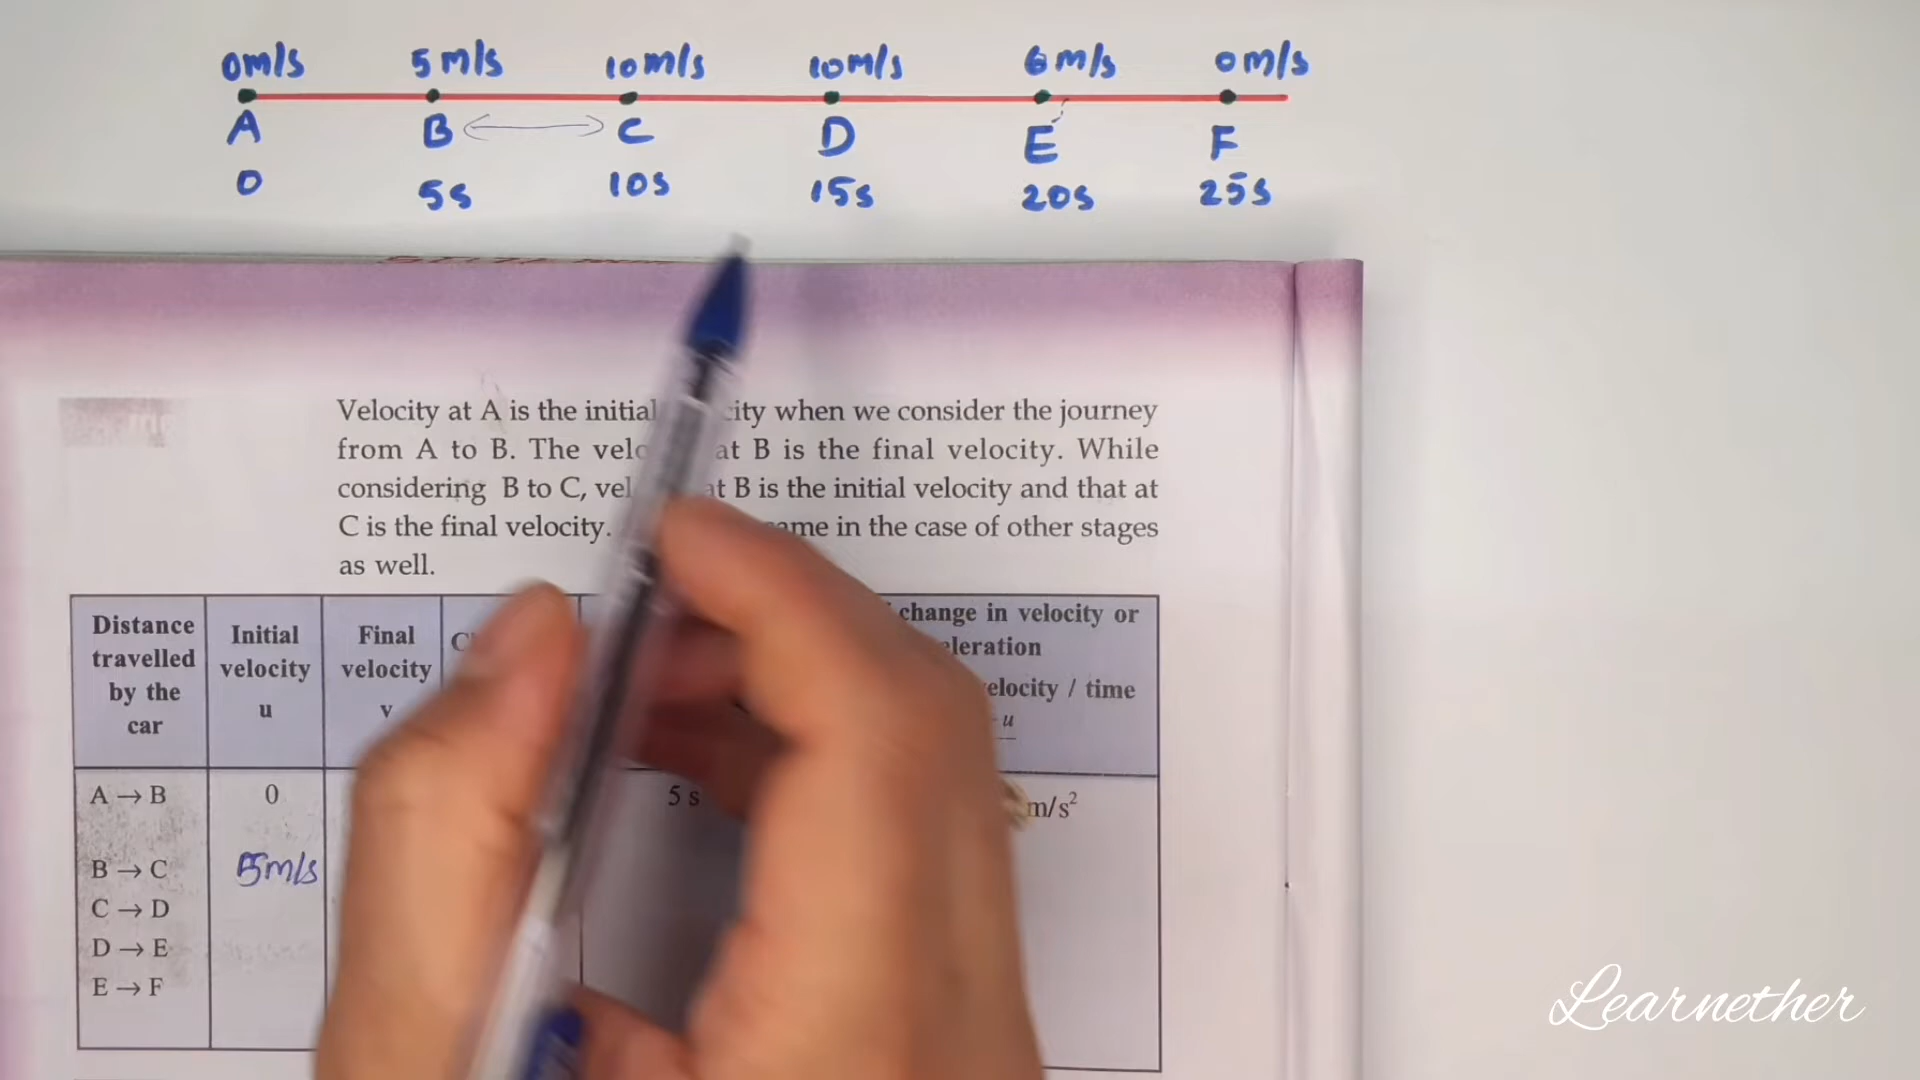 0m/s 5m/s 10m/s 10m/s 6m/s 0m/s
A B C D E F
0 5s 10s 15s 20s 25s
Velocity at A is the initial city when we consider the journey
from A to B. The velo at B is the final velocity. While
considering B to C, vel at B is the initial velocity and that at
C is the final velocity. ame in the case of other stages
as well.
Distance travelled by the car
Initial velocity u
Final velocity v
C
change in velocity or
eleration
elocity / time
u
A → B 0 5 s m/s²
B → C 5m/s
C → D
D → E
E → F
Learnether